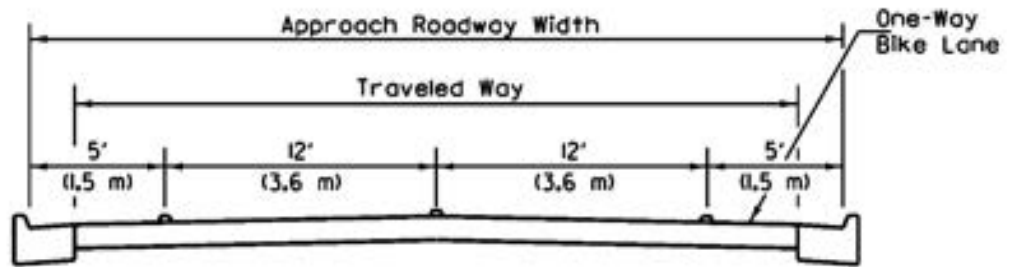 Approach Roadway Width
One-Way
Bike Lane
Traveled Way
5' 12' 12' 5'
(1.5 m) (3.6 m) (3.6 m) (1.5 m)